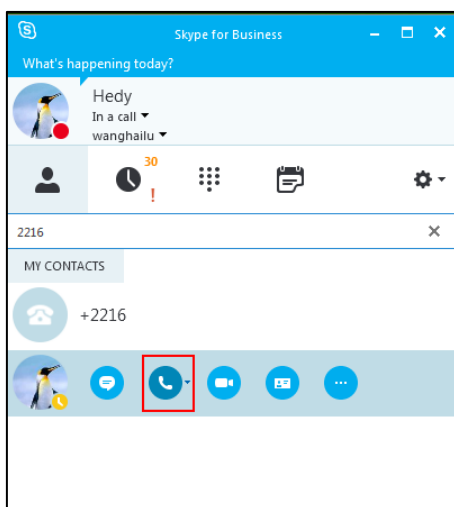 Skype for Business
What's happening today?
Hedy
In a call
wanghailu
30
!
2216
MY CONTACTS
+2216